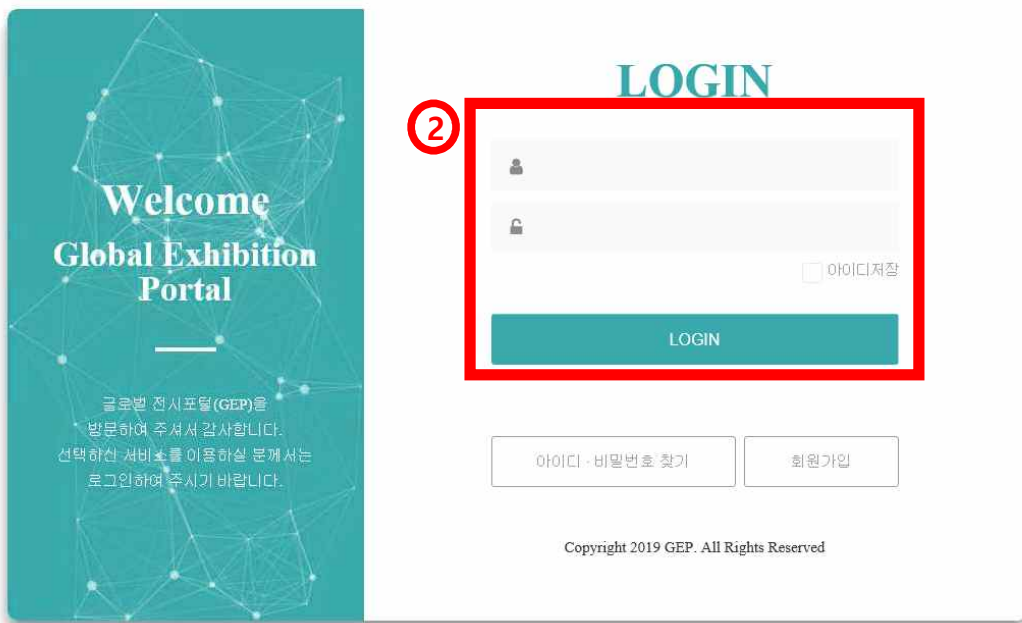 Welcome
Global Exhibition
Portal
글로벌 전시포털(GEP)을
방문하여 주셔서 감사합니다.
선택하신 서비스를 이용하실 분께서는
로그인하여 주시기 바랍니다.
LOGIN
2
아이디저장
LOGIN
아이디 · 비밀번호 찾기
회원가입
Copyright 2019 GEP. All Rights Reserved